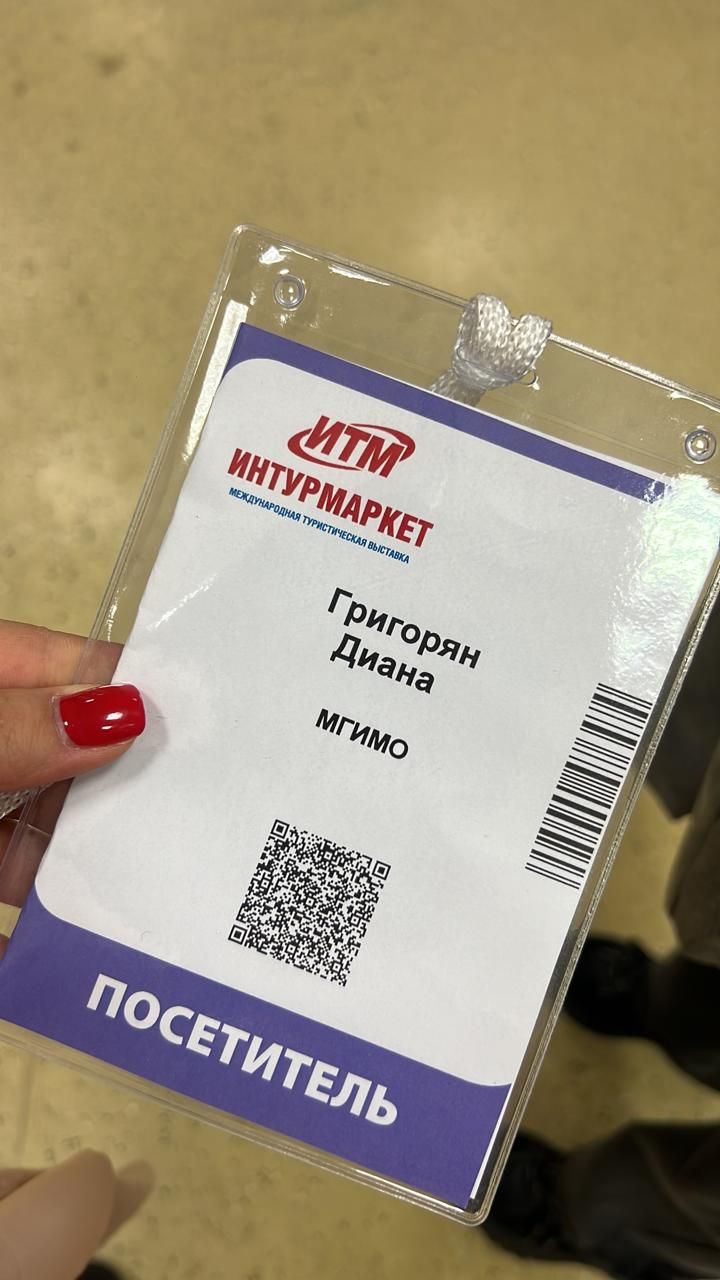 ИТМ
ИНТУРМАРКЕТ
МЕЖДУНАРОДНАЯ ТУРИСТИЧЕСКАЯ ВЫСТАВКА
Григорян
Диана
МГИМО
ПОСЕТИТЕЛЬ